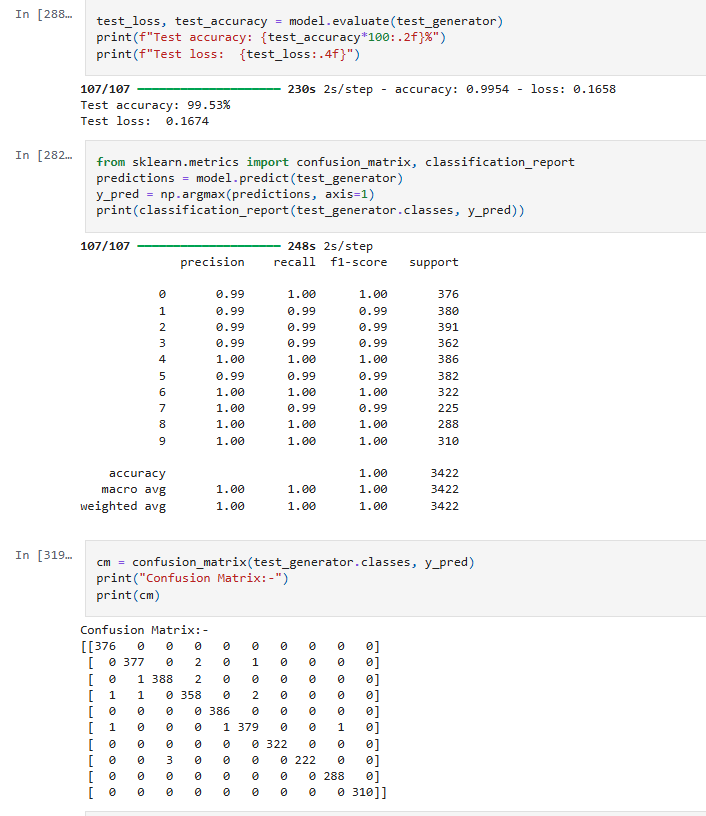 In [288…
test_loss, test_accuracy = model.evaluate(test_generator)
print(f"Test accuracy: {test_accuracy*100:.2f}%")
print(f"Test loss:  {test_loss:.4f}")
107/107 ━━━━━━━━━━━━━━━━━━━━ 230s 2s/step - accuracy: 0.9954 - loss: 0.1658
Test accuracy: 99.53%
Test loss:  0.1674
In [282…
from sklearn.metrics import confusion_matrix, classification_report
predictions = model.predict(test_generator)
y_pred = np.argmax(predictions, axis=1)
print(classification_report(test_generator.classes, y_pred))
107/107 ━━━━━━━━━━━━━━━━━━━━ 248s 2s/step
              precision    recall  f1-score   support
           0       0.99      1.00      1.00       376
           1       0.99      0.99      0.99       380
           2       0.99      0.99      0.99       391
           3       0.99      0.99      0.99       362
           4       1.00      1.00      1.00       386
           5       0.99      0.99      0.99       382
           6       1.00      1.00      1.00       322
           7       1.00      0.99      0.99       225
           8       1.00      1.00      1.00       288
           9       1.00      1.00      1.00       310
    accuracy                           1.00      3422
   macro avg       1.00      1.00      1.00      3422
weighted avg       1.00      1.00      1.00      3422
In [319…
cm = confusion_matrix(test_generator.classes, y_pred)
print("Confusion Matrix:-")
print(cm)
Confusion Matrix:-
[[376   0   0   0   0   0   0   0   0   0]
 [  0 377   0   2   0   1   0   0   0   0]
 [  0   1 388   2   0   0   0   0   0   0]
 [  1   1   0 358   0   2   0   0   0   0]
 [  0   0   0   0 386   0   0   0   0   0]
 [  1   0   0   0   1 379   0   0   1   0]
 [  0   0   0   0   0   0 322   0   0   0]
 [  0   0   3   0   0   0   0 222   0   0]
 [  0   0   0   0   0   0   0   0 288   0]
 [  0   0   0   0   0   0   0   0   0 310]]